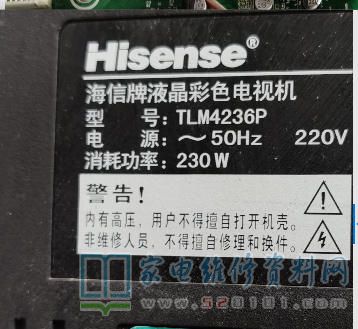 Hisense®
海信牌液晶彩色电视机
型 号：TLM4236P
电 源：～50Hz 220V
消耗功率：230W
警告！
内有高压，用户不得擅自打开机壳。
非维修人员，不得擅自修理和换件。
家电维修资料网
www.520101.com